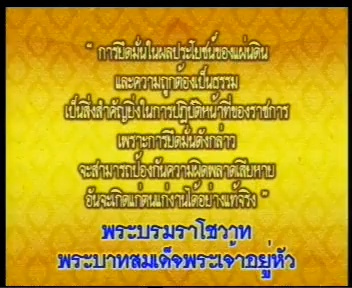 " การยึดมั่นในผลประโยชน์ของแผ่นดิน
และความถูกต้องเป็นธรรม
เป็นสิ่งสำคัญยิ่งในการปฏิบัติหน้าที่ของราชการ
เพราะการยึดมั่นดังกล่าว
จะสามารถป้องกันความผิดพลาดเสียหาย
อันจะเกิดแก่ตนแก่งานได้อย่างแท้จริง "
พระบรมราโชวาท
พระบาทสมเด็จพระเจ้าอยู่หัว